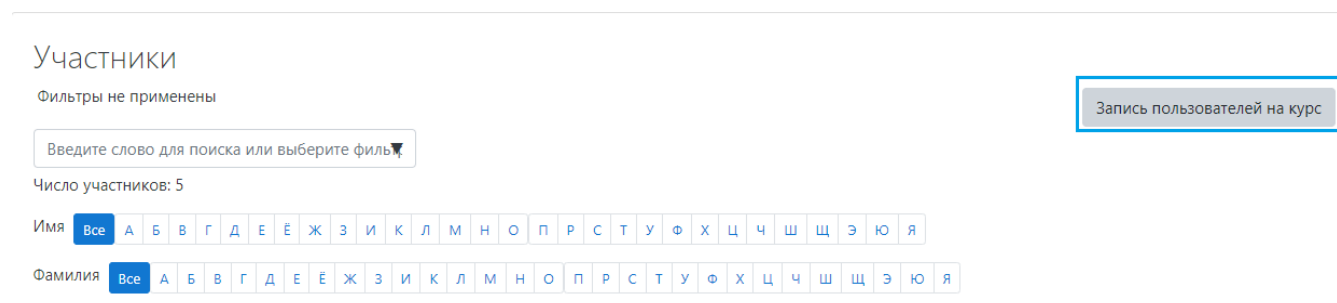 Участники
Фильтры не применены
Запись пользователей на курс
Введите слово для поиска или выберите фильт
Число участников: 5
Имя Все А Б В Г Д Е Ё Ж З И К Л М Н О П Р С Т У Ф Х Ц Ч Ш Щ Э Ю Я
Фамилия Все А Б В Г Д Е Ё Ж З И К Л М Н О П Р С Т У Ф Х Ц Ч Ш Щ Э Ю Я